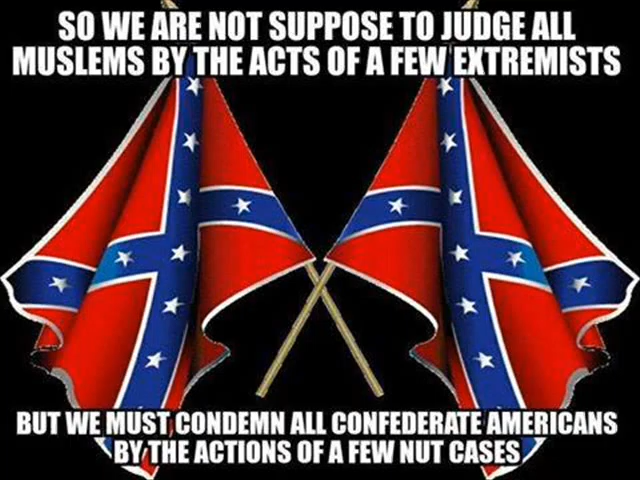 SO WE ARE NOT SUPPOSE TO JUDGE ALL
MUSLEMS BY THE ACTS OF A FEW EXTREMISTS
BUT WE MUST CONDEMN ALL CONFEDERATE AMERICANS
BY THE ACTIONS OF A FEW NUT CASES